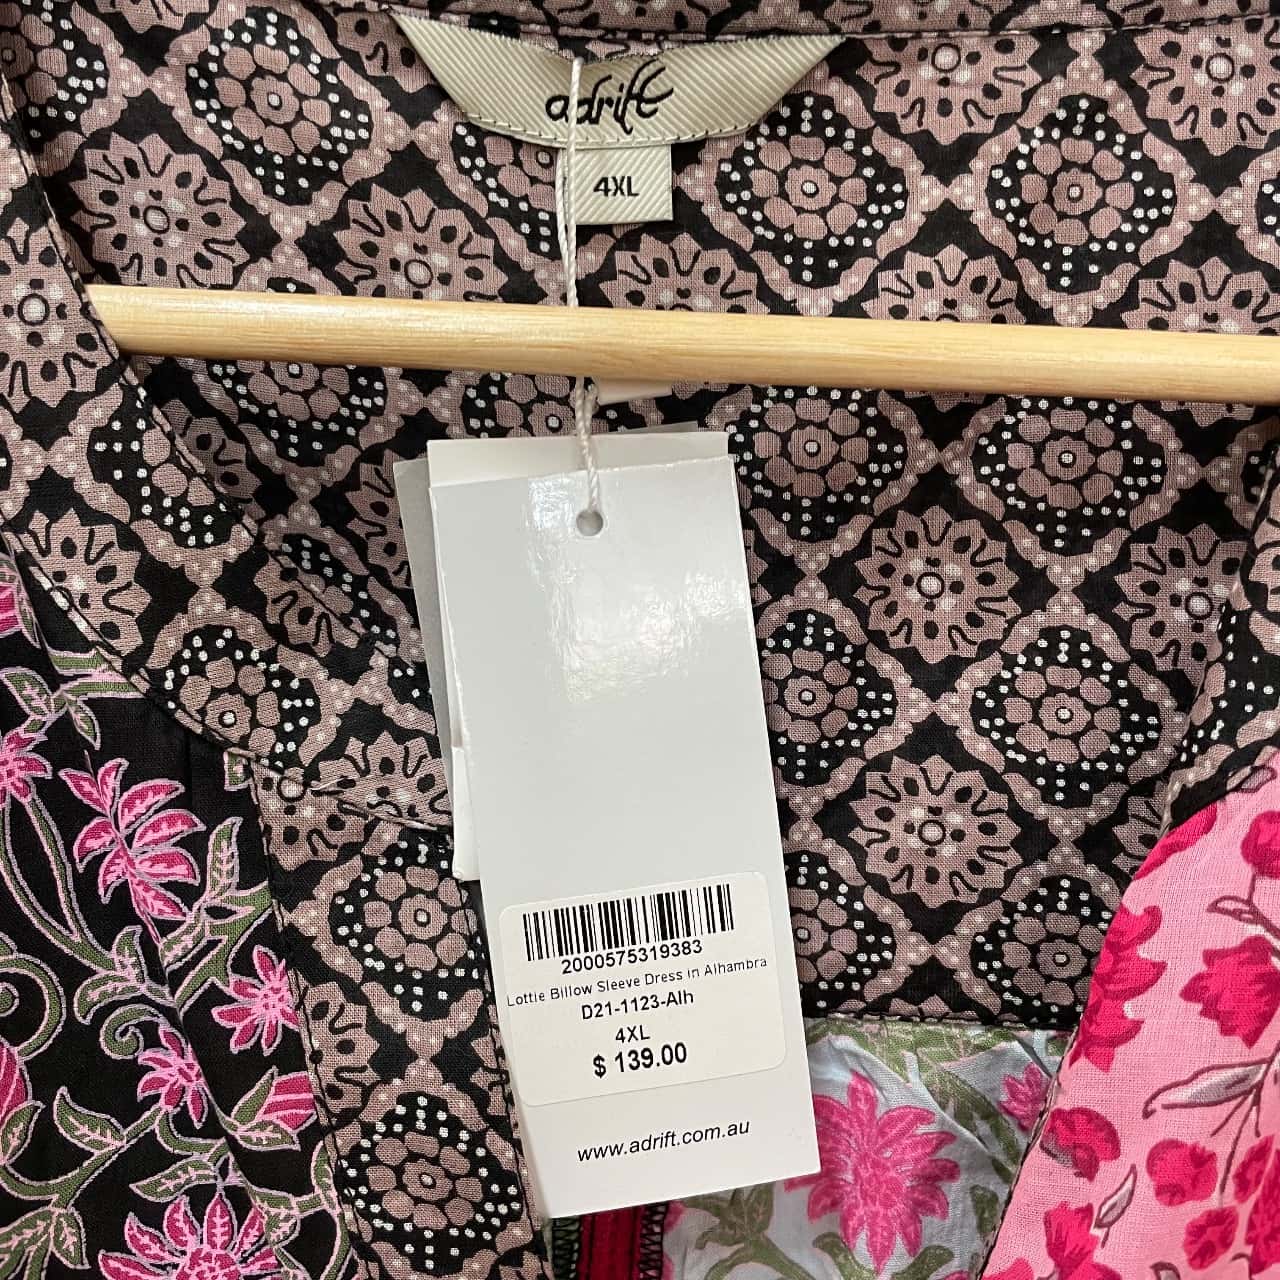 adrift
4XL
2000575319383
Lottie Billow Sleeve Dress in Alhambra
D21-1123-Alh
4XL
$ 139.00
www.adrift.com.au